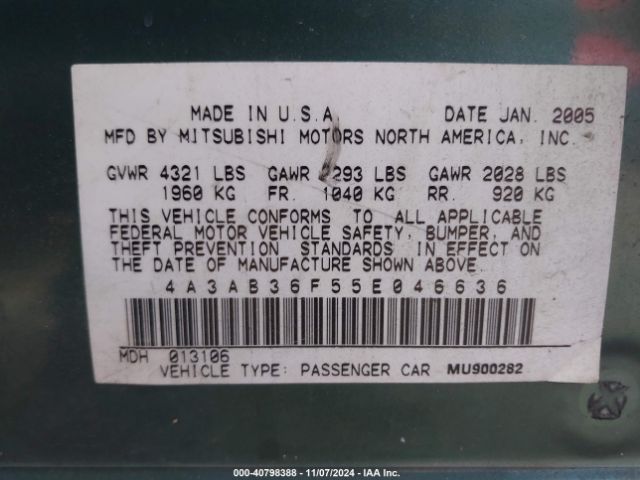 MADE IN U.S.A DATE JAN. 2005
MFD BY MITSUBISHI MOTORS NORTH AMERICA, INC.
GVWR 4321 LBS GAWR 2293 LBS GAWR 2028 LBS
1960 KG FR. 1040 KG RR. 920 KG
THIS VEHICLE CONFORMS TO ALL APPLICABLE
FEDERAL MOTOR VEHICLE SAFETY, BUMPER, AND
THEFT PREVENTION STANDARDS IN EFFECT ON
THE DATE OF MANUFACTURE SHOWN ABOVE.
4A3AB36F55E046636
MDH 013106
VEHICLE TYPE: PASSENGER CAR MU900282
000-40798388 - 11/07/2024 - IAA Inc.